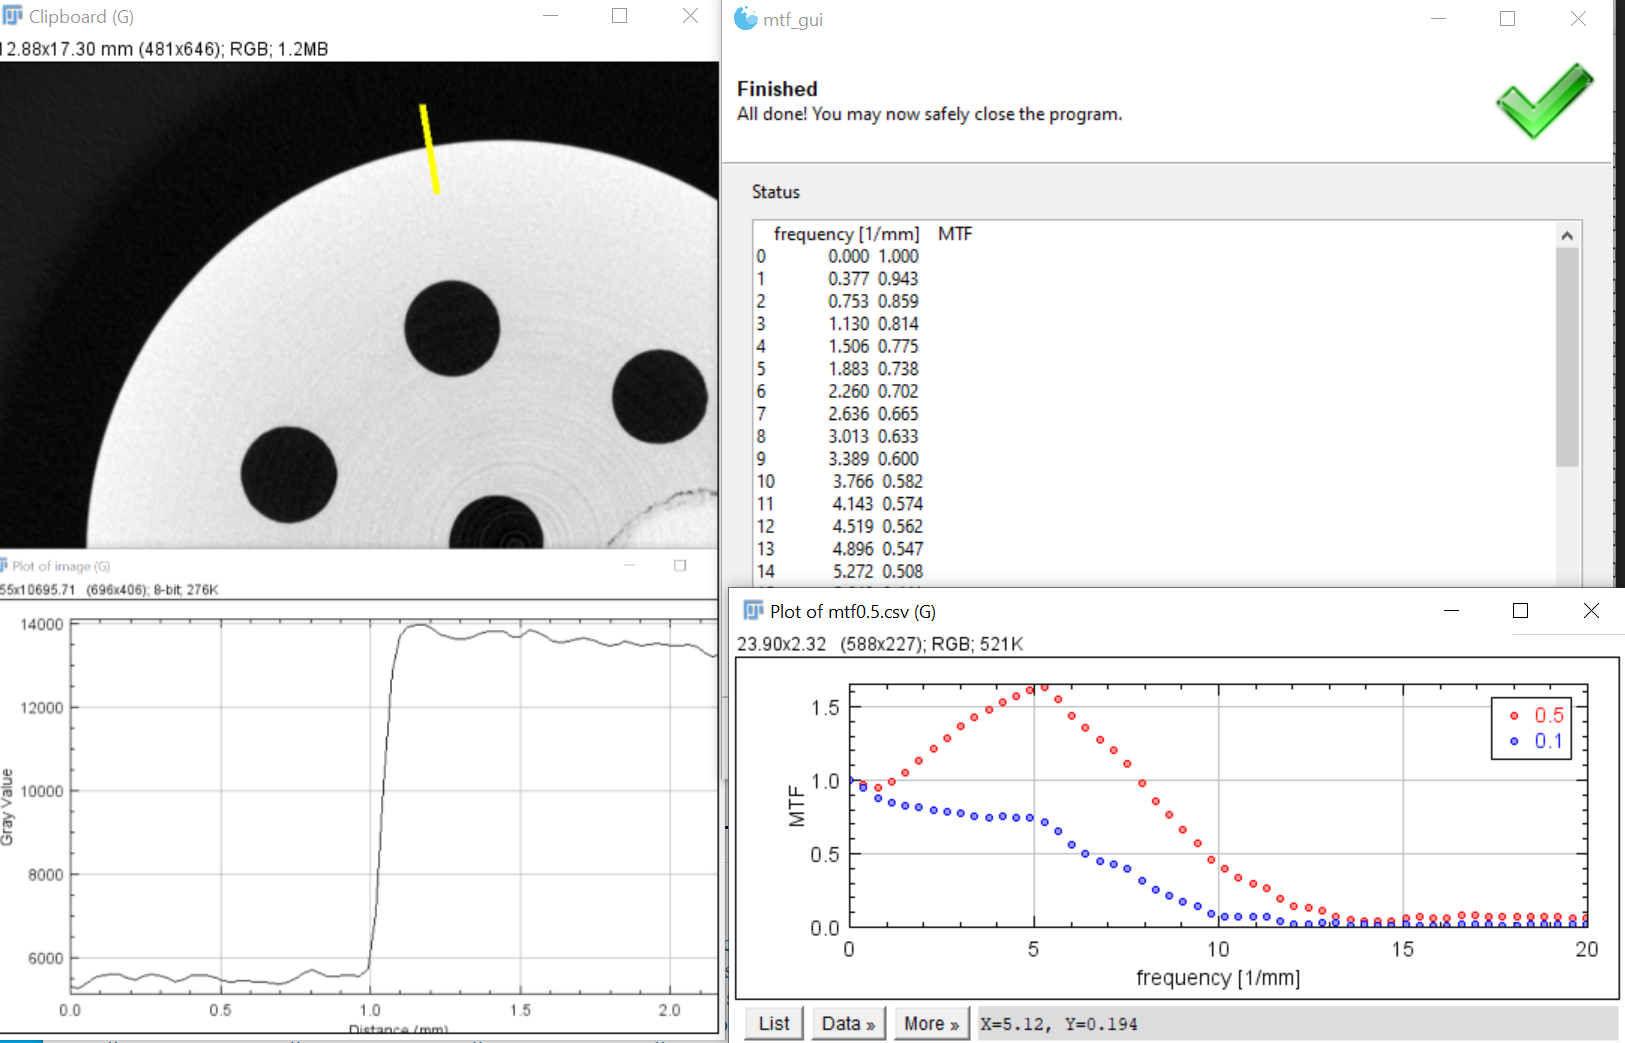 Clipboard (G)
12.88x17.30 mm (481x646); RGB; 1.2MB
Plot of image (G)
55x10695.71 (696x406); 8-bit; 276K
14000
12000
10000
8000
6000
Gray Value
0.0 0.5 1.0 1.5 2.0
Distance (mm)
mtf_gui
Finished
All done! You may now safely close the program.
Status
frequency [1/mm] MTF
0 0.000 1.000
1 0.377 0.943
2 0.753 0.859
3 1.130 0.814
4 1.506 0.775
5 1.883 0.738
6 2.260 0.702
7 2.636 0.665
8 3.013 0.633
9 3.389 0.600
10 3.766 0.582
11 4.143 0.574
12 4.519 0.562
13 4.896 0.547
14 5.272 0.508
Plot of mtf0.5.csv (G)
23.90x2.32 (588x227); RGB; 521K
1.5
1.0
0.5
0.0
MTF
0.5
0.1
0 5 10 15 20
frequency [1/mm]
List Data » More » X=5.12, Y=0.194